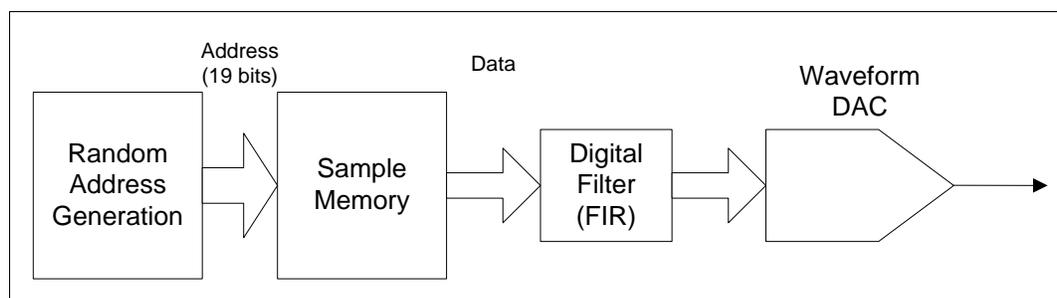 Address
(19 bits)
Data
Waveform
DAC
Random
Address
Generation
Sample
Memory
Digital
Filter
(FIR)